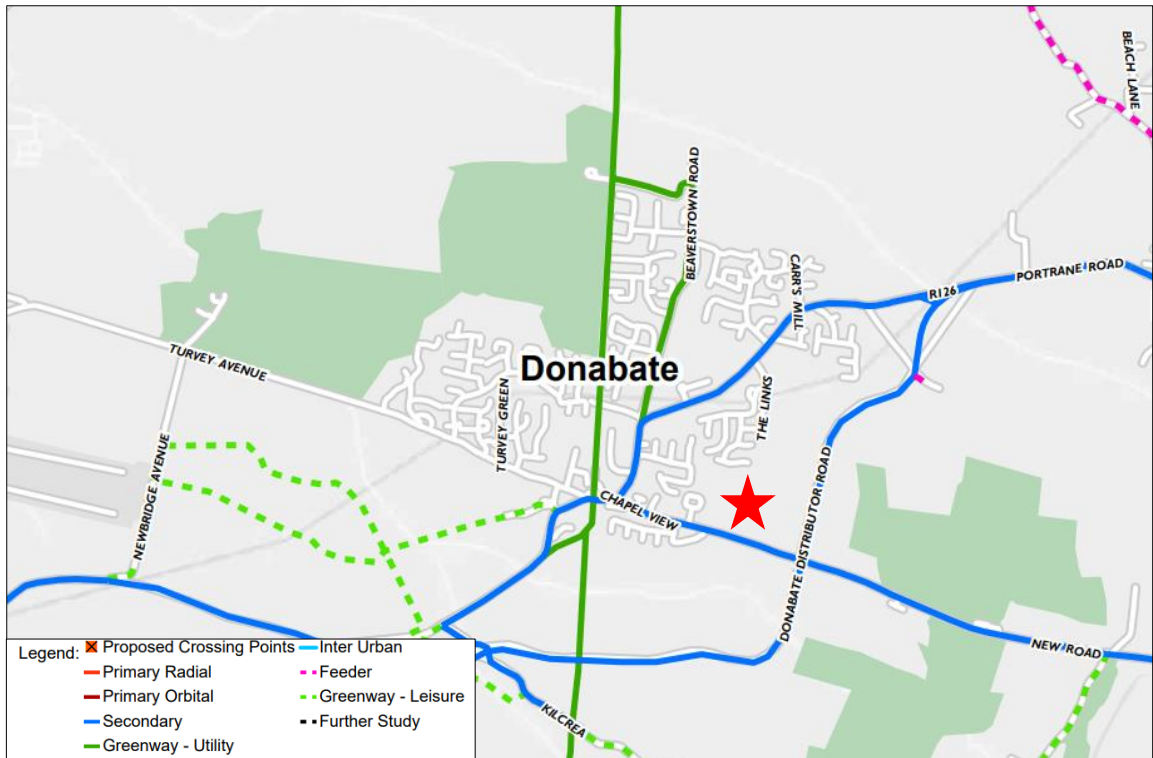 BEACH LANE
BEAVERSTOWN ROAD
CARR'S MILL
PORTRANE ROAD
R126
TURVEY AVENUE
Donabate
TURVEY GREEN
THE LINKS
NEWBRIDGE AVENUE
CHAPEL VIEW
DONABATE DISTRIBUTOR ROAD
NEW ROAD
KILCREA
Legend:
Proposed Crossing Points
Primary Radial
Primary Orbital
Secondary
Greenway - Utility
Inter Urban
Feeder
Greenway - Leisure
Further Study